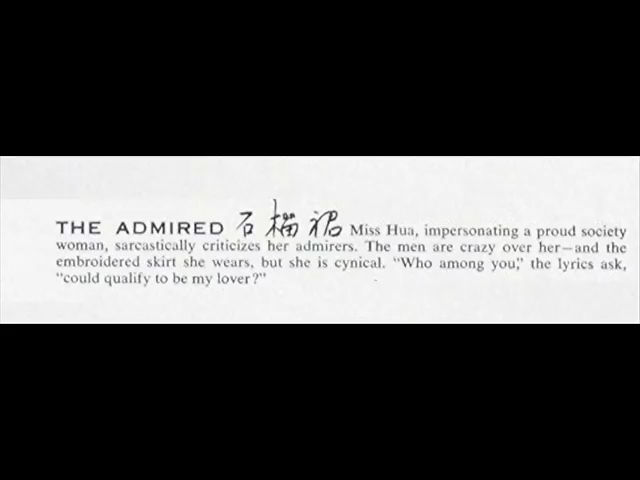 THE ADMIRED 石榴裙 Miss Hua, impersonating a proud society
woman, sarcastically criticizes her admirers. The men are crazy over her—and the
embroidered skirt she wears, but she is cynical. “Who among you,” the lyrics ask,
“could qualify to be my lover?”